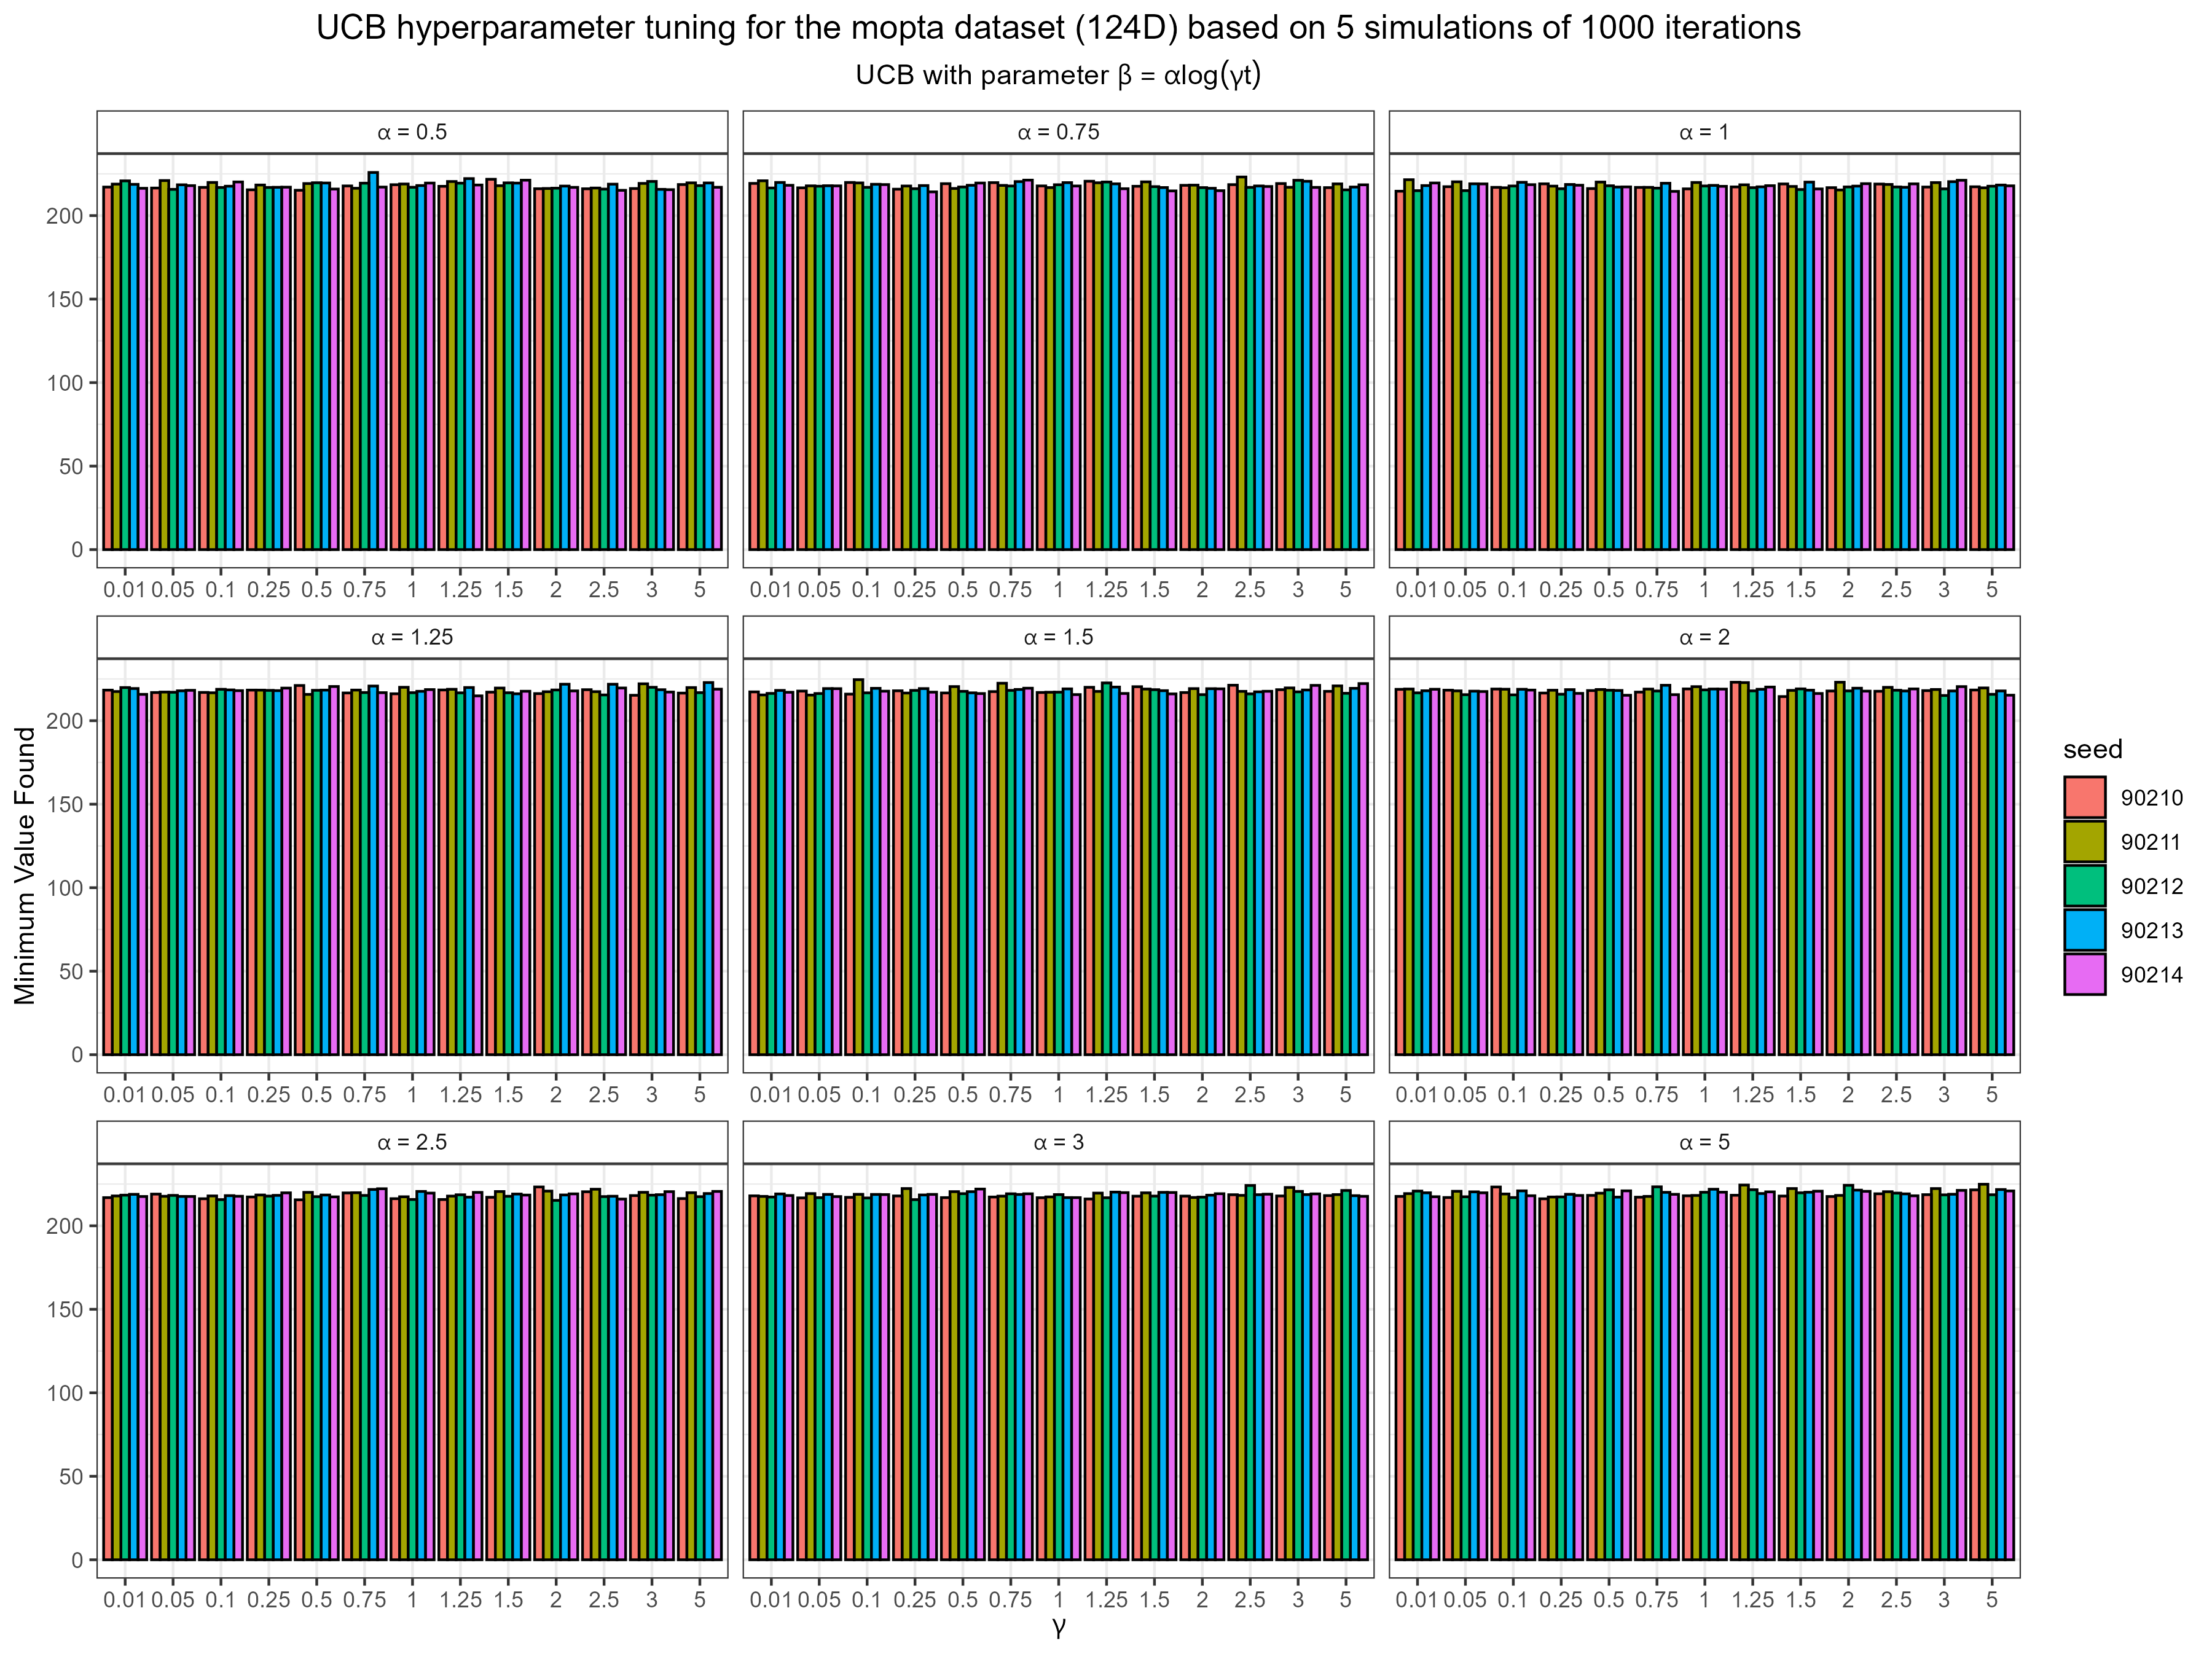 UCB hyperparameter tuning for the mopta dataset (124D) based on 5 simulations of 1000 iterations
UCB with parameter β = αlog(γt)
α = 0.5
α = 0.75
α = 1
200
150
100
50
0
0.01 0.05 0.1 0.25 0.5 0.75 1 1.25 1.5 2 2.5 3 5
0.01 0.05 0.1 0.25 0.5 0.75 1 1.25 1.5 2 2.5 3 5
0.01 0.05 0.1 0.25 0.5 0.75 1 1.25 1.5 2 2.5 3 5
α = 1.25
α = 1.5
α = 2
Minimum Value Found
200
150
100
50
0
0.01 0.05 0.1 0.25 0.5 0.75 1 1.25 1.5 2 2.5 3 5
0.01 0.05 0.1 0.25 0.5 0.75 1 1.25 1.5 2 2.5 3 5
0.01 0.05 0.1 0.25 0.5 0.75 1 1.25 1.5 2 2.5 3 5
α = 2.5
α = 3
α = 5
200
150
100
50
0
0.01 0.05 0.1 0.25 0.5 0.75 1 1.25 1.5 2 2.5 3 5
0.01 0.05 0.1 0.25 0.5 0.75 1 1.25 1.5 2 2.5 3 5
0.01 0.05 0.1 0.25 0.5 0.75 1 1.25 1.5 2 2.5 3 5
γ
seed
90210
90211
90212
90213
90214